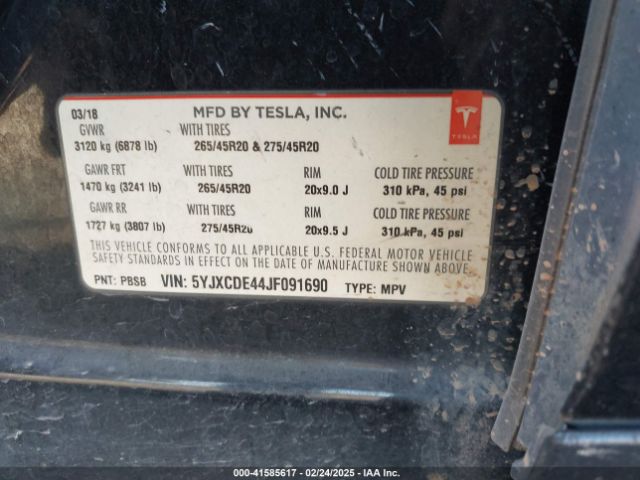 03/18 MFD BY TESLA, INC.
GVWR WITH TIRES
3120 kg (6878 lb) 265/45R20 & 275/45R20
GAWR FRT WITH TIRES RIM COLD TIRE PRESSURE
1470 kg (3241 lb) 265/45R20 20x9.0 J 310 kPa, 45 psi
GAWR RR WITH TIRES RIM COLD TIRE PRESSURE
1727 kg (3807 lb) 275/45R20 20x9.5 J 310 kPa, 45 psi
THIS VEHICLE CONFORMS TO ALL APPLICABLE U.S. FEDERAL MOTOR VEHICLE
SAFETY STANDARDS IN EFFECT ON THE DATE OF MANUFACTURE SHOWN ABOVE.
PNT: PBSB VIN: 5YJXCDE44JF091690 TYPE: MPV
TESLA
000-41585617 - 02/24/2025 - IAA Inc.